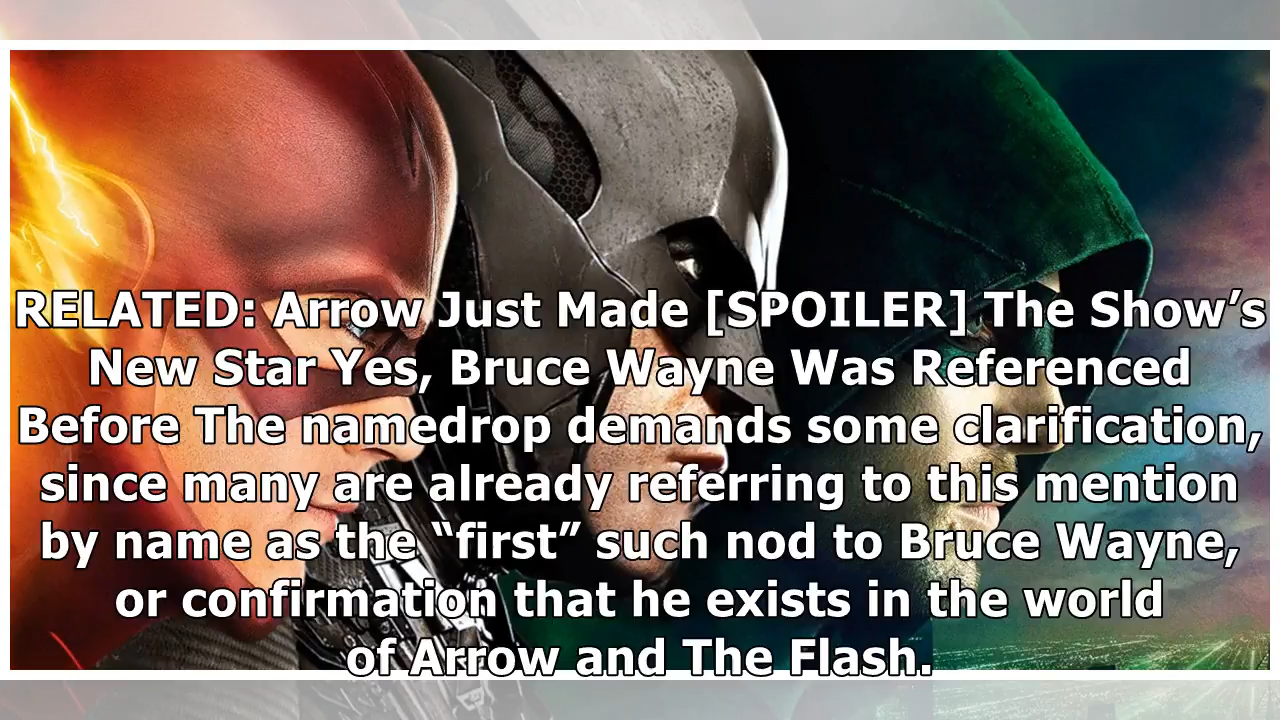 RELATED: Arrow Just Made [SPOILER] The Show’s
New Star Yes, Bruce Wayne Was Referenced
Before The namedrop demands some clarification,
since many are already referring to this mention
by name as the “first” such nod to Bruce Wayne,
or confirmation that he exists in the world
of Arrow and The Flash.